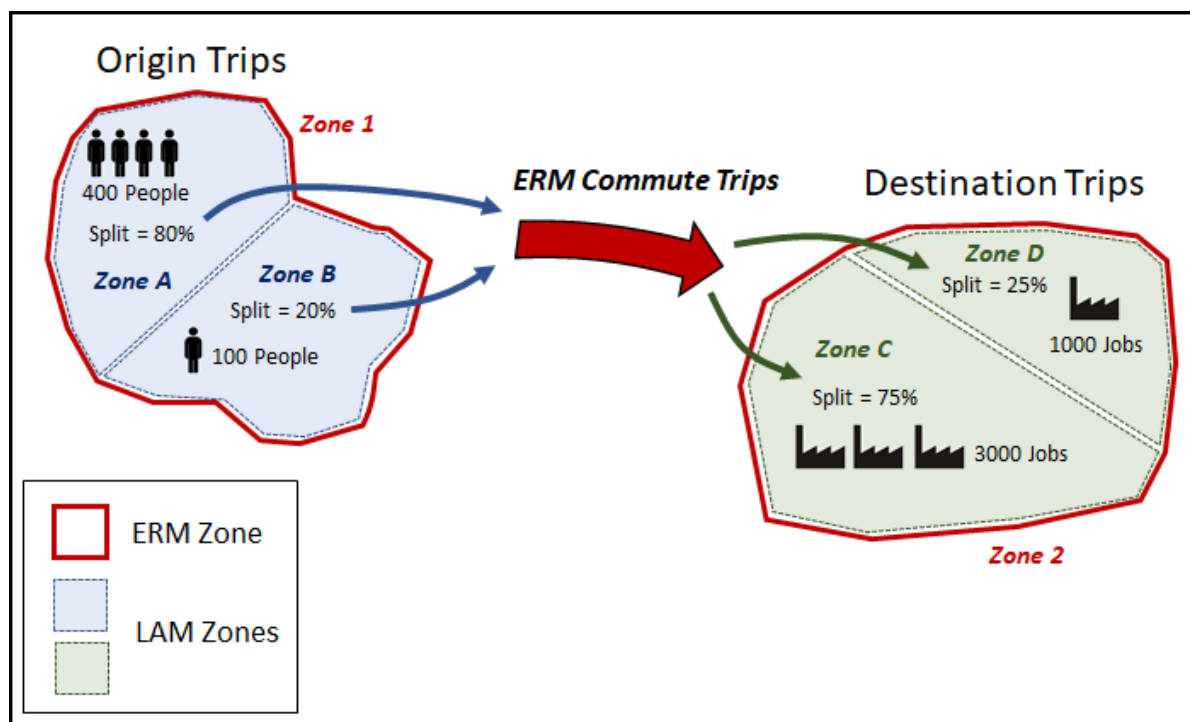 Origin Trips
Zone 1
400 People
Split = 80%
Zone A
Zone B
Split = 20%
100 People
ERM Commute Trips
Destination Trips
Zone D
Split = 25%
1000 Jobs
Zone C
Split = 75%
3000 Jobs
Zone 2
ERM Zone
LAM Zones